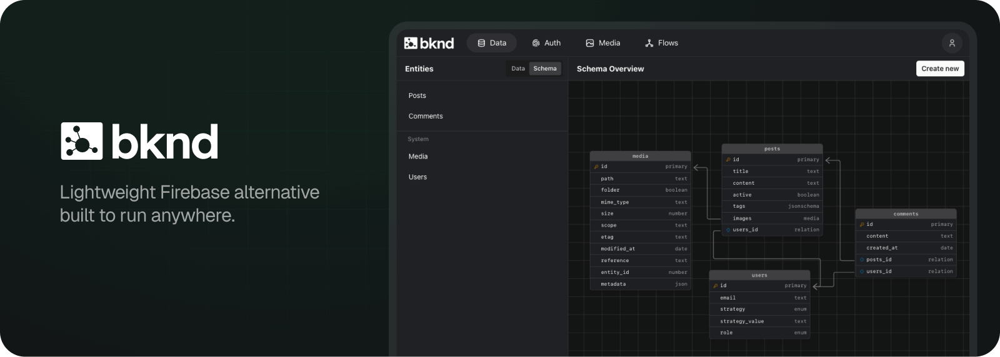 bknd
Lightweight Firebase alternative
built to run anywhere.
bknd
Data
Auth
Media
Flows
Entities
Data
Schema
Schema Overview
Create new
Posts
Comments
System
Media
Users
media
id primary
path text
folder boolean
mime_type text
size number
scope text
etag text
modified_at date
reference text
entity_id number
metadata json
posts
id primary
title text
content text
active boolean
tags jsonschema
images media
users_id relation
comments
id primary
content text
created_at date
posts_id relation
users_id relation
users
id primary
email text
strategy enum
strategy_value text
role enum